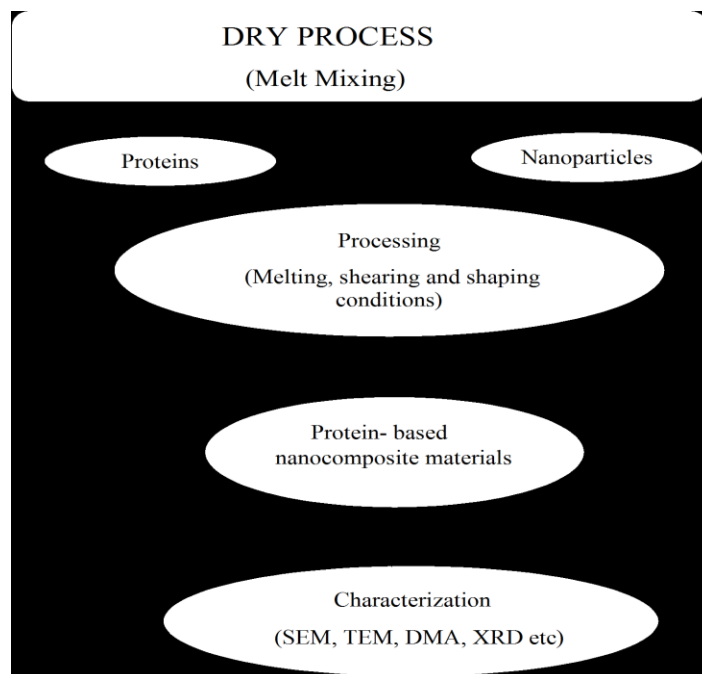 DRY PROCESS
(Melt Mixing)
Proteins
Nanoparticles
Processing
(Melting, shearing and shaping
conditions)
Protein- based
nanocomposite materials
Characterization
(SEM, TEM, DMA, XRD etc)